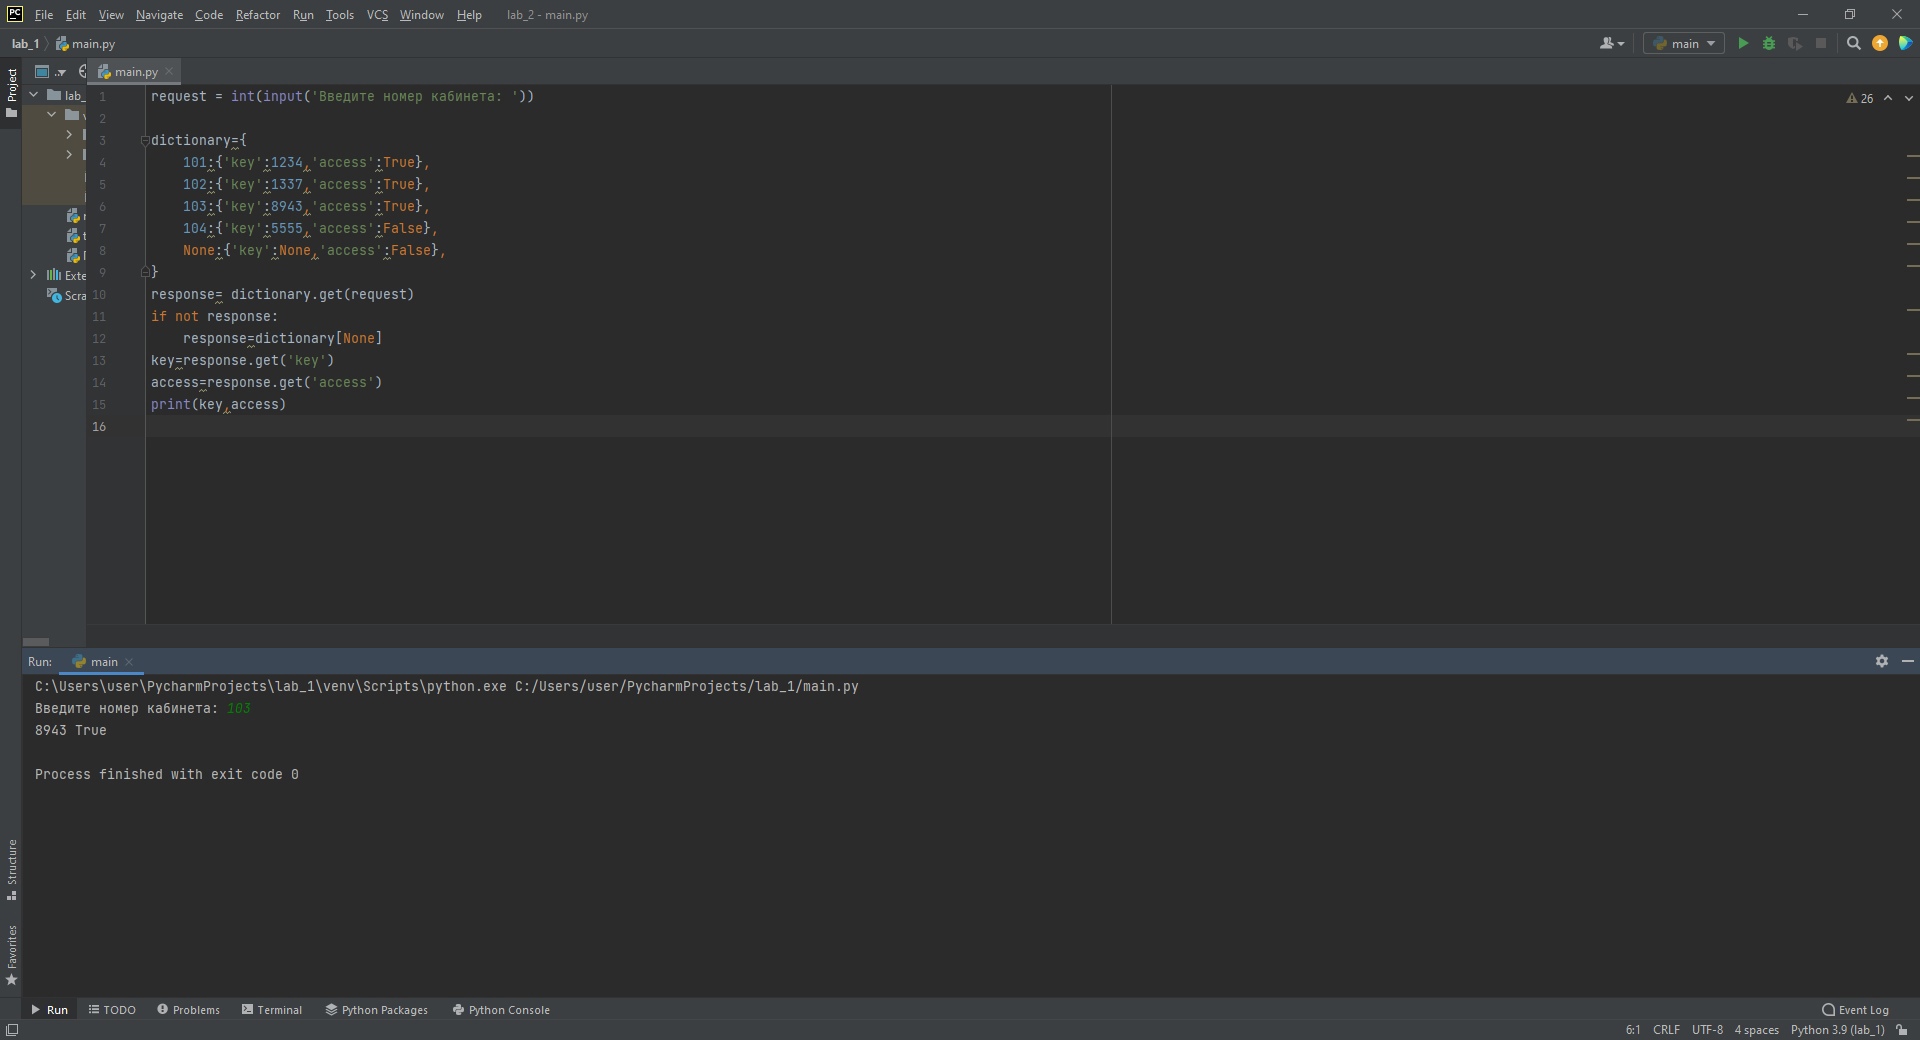 File Edit View Navigate Code Refactor Run Tools VCS Window Help lab_2 - main.py
lab_1 main.py main
Project
main.py
lab_
Exte
Scra
26
1 request = int(input('Введите номер кабинета: '))
2
3 dictionary={
4 101:{'key':1234,'access':True},
5 102:{'key':1337,'access':True},
6 103:{'key':8943,'access':True},
7 104:{'key':5555,'access':False},
8 None:{'key':None,'access':False},
9 }
10 response= dictionary.get(request)
11 if not response:
12 response=dictionary[None]
13 key=response.get('key')
14 access=response.get('access')
15 print(key,access)
16
Run: main
C:\Users\user\PycharmProjects\lab_1\venv\Scripts\python.exe C:/Users/user/PycharmProjects/lab_1/main.py
Введите номер кабинета: 103
8943 True
Process finished with exit code 0
Structure
Favorites
Run TODO Problems Terminal Python Packages Python Console Event Log
6:1 CRLF UTF-8 4 spaces Python 3.9 (lab_1)